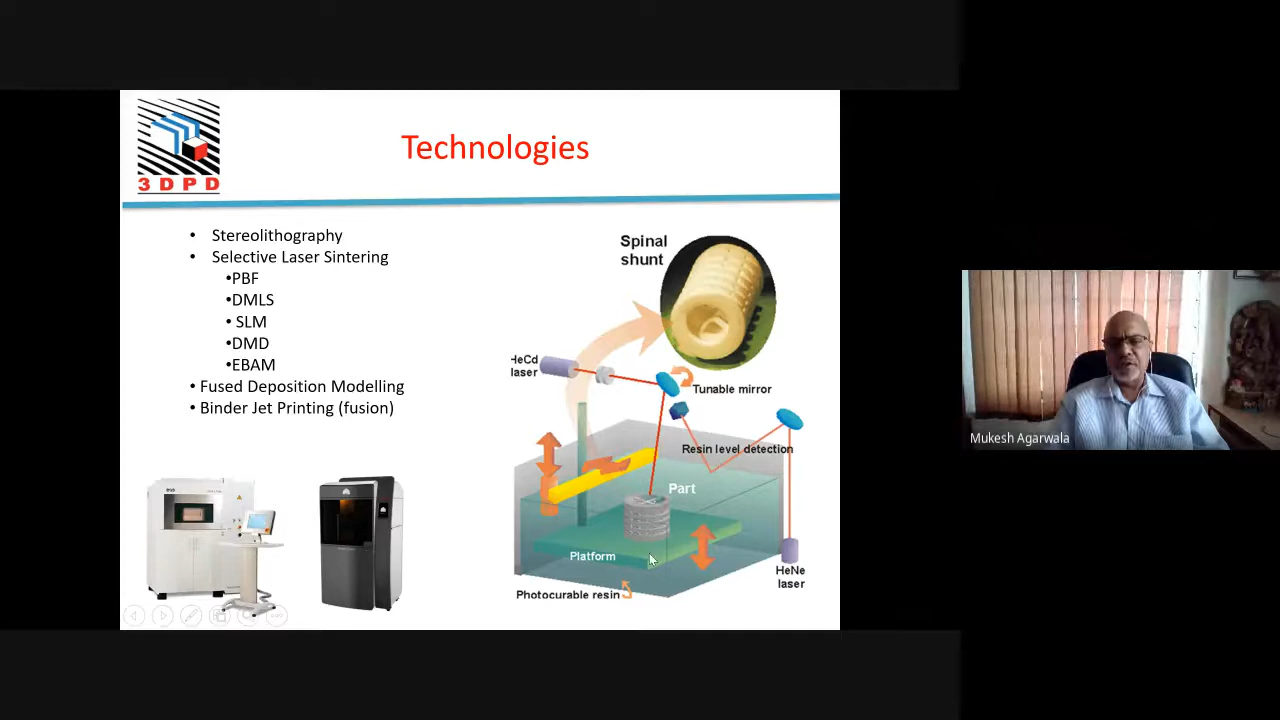 3DPD
Technologies
• Stereolithography
• Selective Laser Sintering
•PBF
•DMLS
• SLM
•DMD
•EBAM
• Fused Deposition Modelling
• Binder Jet Printing (fusion)
Spinal
shunt
HeCd
laser
Tunable mirror
Resin level detection
Part
Platform
HeNe
laser
Photocurable resin
Mukesh Agarwala